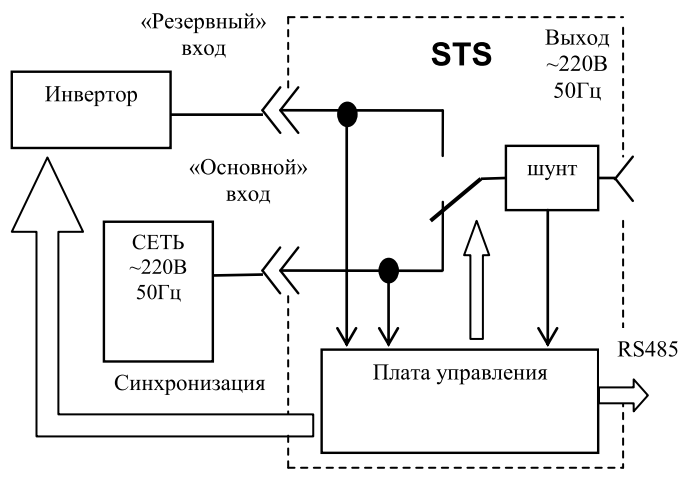 «Резервный»
вход
STS
Выход
~220В
50Гц
Инвертор
«Основной»
вход
шунт
СЕТЬ
~220В
50Гц
RS485
Синхронизация
Плата управления